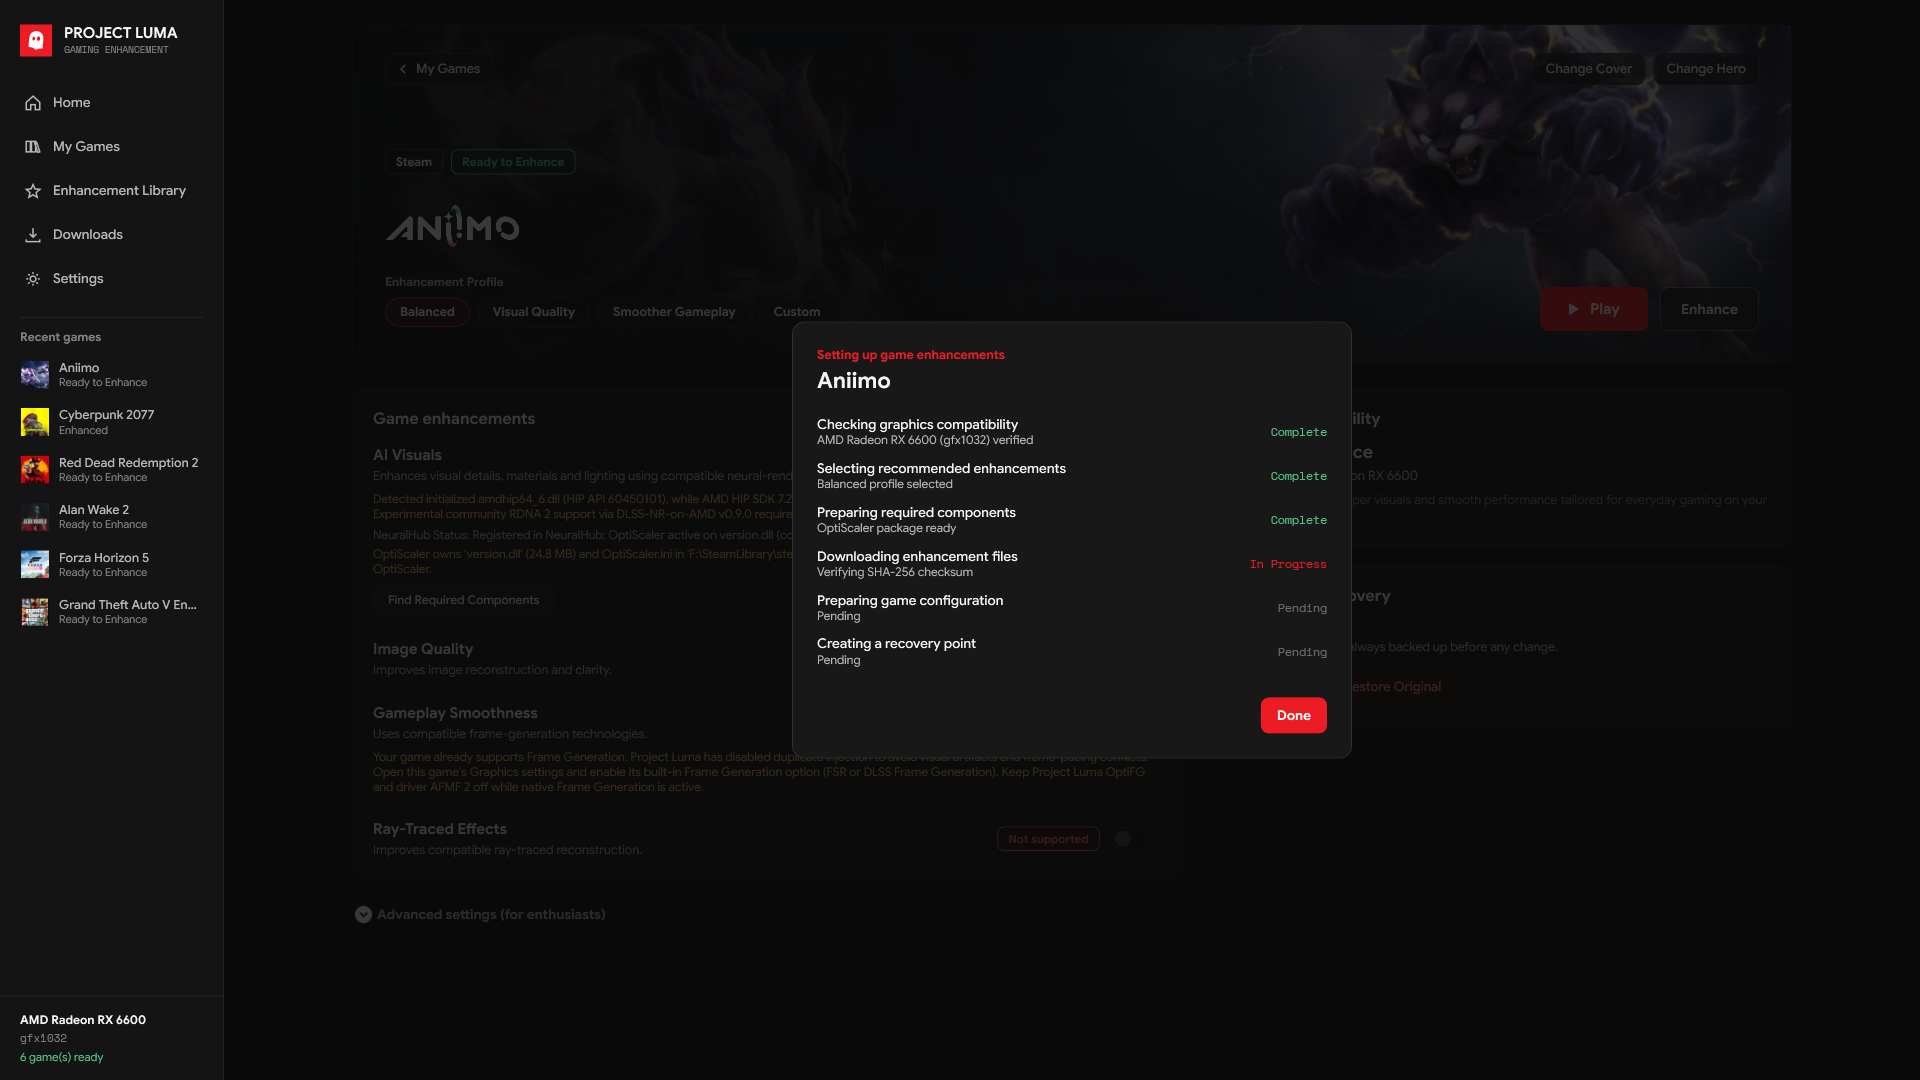 PROJECT LUMA
GAMING ENHANCEMENT
Home
My Games
Enhancement Library
Downloads
Settings
Recent games
Aniimo
Ready to Enhance
Cyberpunk 2077
Enhanced
Red Dead Redemption 2
Ready to Enhance
Alan Wake 2
Ready to Enhance
Forza Horizon 5
Ready to Enhance
Grand Theft Auto V En...
Ready to Enhance
AMD Radeon RX 6600
gfx1032
6 game(s) ready
My Games
Change Cover
Change Hero
Steam
Ready to Enhance
ANIIMO
Enhancement Profile
Balanced
Visual Quality
Smoother Gameplay
Custom
Play
Enhance
Game enhancements
AI Visuals
Enhances visual details, materials and lighting using compatible neural-rend
Detected initialized amdhip64_6.dll (HIP API 60450101), while AMD HIP SDK 7.2
Experimental community RDNA 2 support via DLSS-NR-on-AMD v0.9.0 require
NeuralHub Status: Registered in NeuralHub; OptiScaler active on version.dll (co
OptiScaler owns 'version.dll' (24.8 MB) and OptiScaler.ini in 'F:\SteamLibrary\ste
OptiScaler.
Find Required Components
Image Quality
Improves image reconstruction and clarity.
Gameplay Smoothness
Uses compatible frame-generation technologies.
Your game already supports Frame Generation. Project Luma has disabled duplicate injection to avoid visual artifacts and frame-pacing conflicts.
Open this game's Graphics settings and enable its built-in Frame Generation option (FSR or DLSS Frame Generation). Keep Project Luma OptiFG
and driver AFMF 2 off while native Frame Generation is active.
Ray-Traced Effects
Improves compatible ray-traced reconstruction.
Not supported
Advanced settings (for enthusiasts)
Setting up game enhancements
Aniimo
Checking graphics compatibility
AMD Radeon RX 6600 (gfx1032) verified
Complete
Selecting recommended enhancements
Balanced profile selected
Complete
Preparing required components
OptiScaler package ready
Complete
Downloading enhancement files
Verifying SHA-256 checksum
In Progress
Preparing game configuration
Pending
Pending
Creating a recovery point
Pending
Pending
Done
ility
ce
on RX 6600
per visuals and smooth performance tailored for everyday gaming on your
overy
always backed up before any change.
estore Original